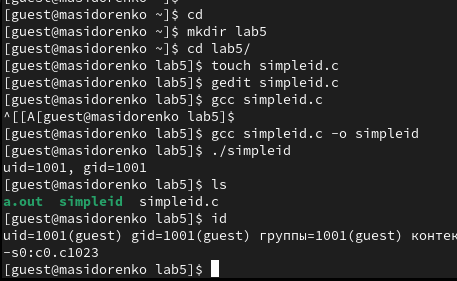 [guest@masidorenko ~]$ cd
[guest@masidorenko ~]$ mkdir lab5
[guest@masidorenko ~]$ cd lab5/
[guest@masidorenko lab5]$ touch simpleid.c
[guest@masidorenko lab5]$ gedit simpleid.c
[guest@masidorenko lab5]$ gcc simpleid.c
^[[A[guest@masidorenko lab5]$
[guest@masidorenko lab5]$ gcc simpleid.c -o simpleid
[guest@masidorenko lab5]$ ./simpleid
uid=1001, gid=1001
[guest@masidorenko lab5]$ ls
a.out  simpleid  simpleid.c
[guest@masidorenko lab5]$ id
uid=1001(guest) gid=1001(guest) группы=1001(guest) контек
-s0:c0.c1023
[guest@masidorenko lab5]$